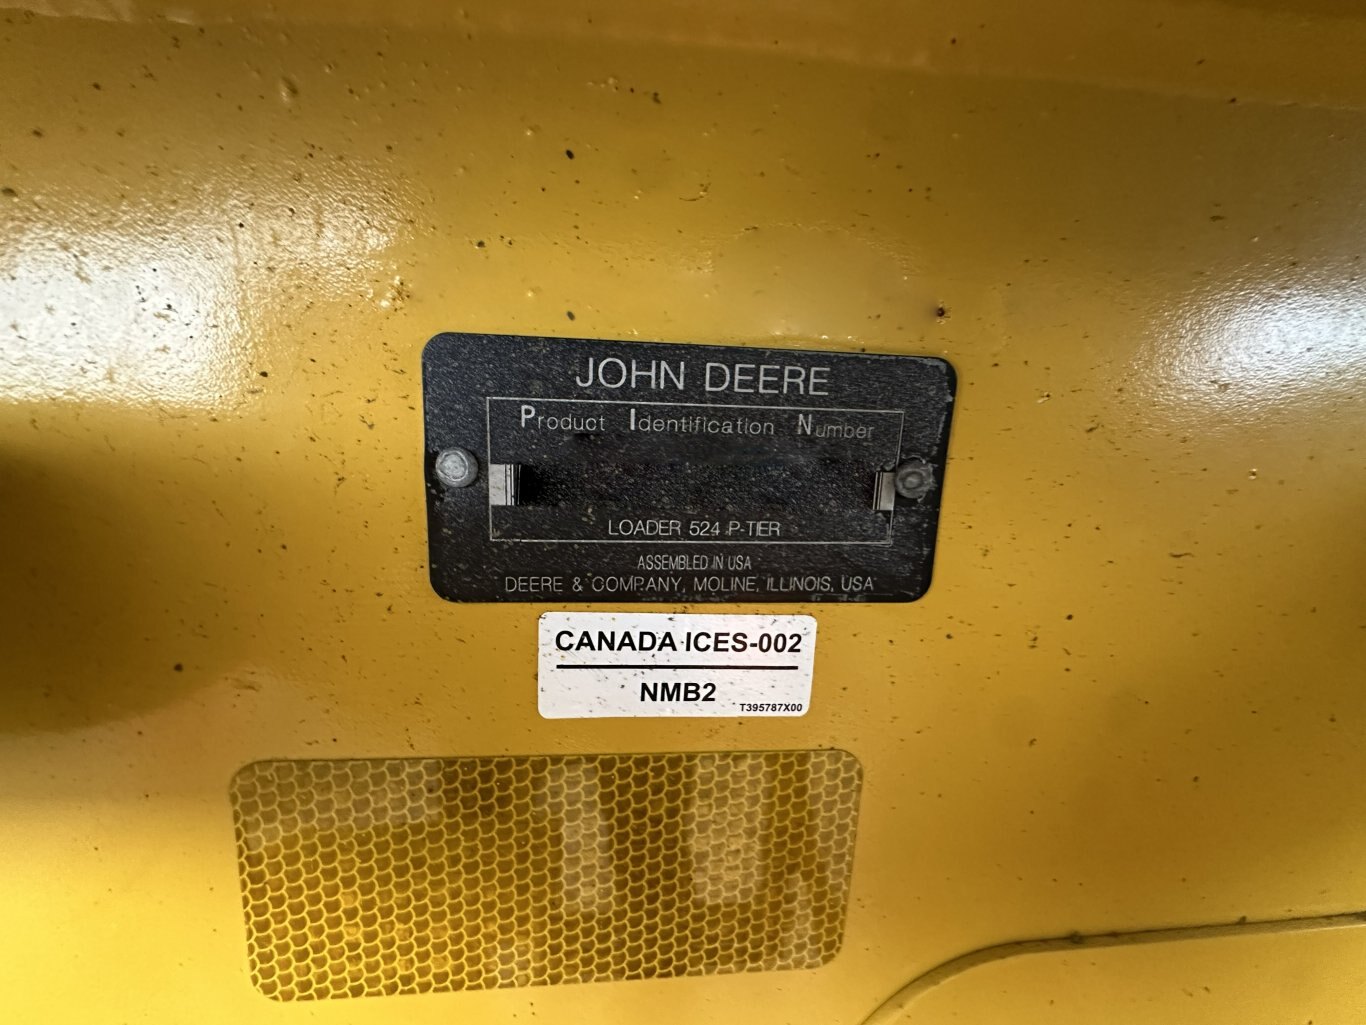 JOHN DEERE
Product Identification Number
LOADER 524 P-TIER
ASSEMBLED IN USA
DEERE & COMPANY, MOLINE, ILLINOIS, USA
CANADA ICES-002
NMB2
T395787X00